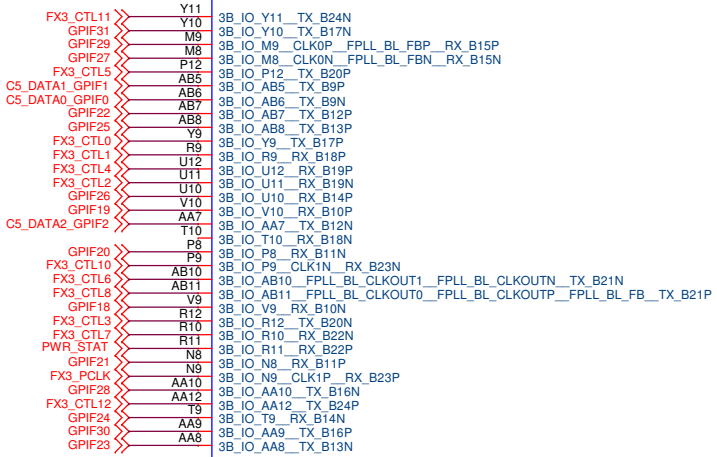 FX3_CTL11 Y11 3B_IO_Y11__TX_B24N
GPIF31 Y10 3B_IO_Y10__TX_B17N
GPIF29 M9 3B_IO_M9__CLK0P__FPLL_BL_FBP__RX_B15P
GPIF27 M8 3B_IO_M8__CLK0N__FPLL_BL_FBN__RX_B15N
FX3_CTL5 P12 3B_IO_P12__TX_B20P
C5_DATA1_GPIF1 AB5 3B_IO_AB5__TX_B9P
C5_DATA0_GPIF0 AB6 3B_IO_AB6__TX_B9N
GPIF22 AB7 3B_IO_AB7__TX_B12P
GPIF25 AB8 3B_IO_AB8__TX_B13P
FX3_CTL0 Y9 3B_IO_Y9__TX_B17P
FX3_CTL1 R9 3B_IO_R9__RX_B18P
FX3_CTL4 U12 3B_IO_U12__RX_B19P
FX3_CTL2 U11 3B_IO_U11__RX_B19N
GPIF26 U10 3B_IO_U10__RX_B14P
GPIF19 V10 3B_IO_V10__RX_B10P
C5_DATA2_GPIF2 AA7 3B_IO_AA7__TX_B12N
T10 3B_IO_T10__RX_B18N
GPIF20 P8 3B_IO_P8__RX_B11N
FX3_CTL10 P9 3B_IO_P9__CLK1N__RX_B23N
FX3_CTL6 AB10 3B_IO_AB10__FPLL_BL_CLKOUT1__FPLL_BL_CLKOUTN__TX_B21N
FX3_CTL8 AB11 3B_IO_AB11__FPLL_BL_CLKOUT0__FPLL_BL_CLKOUTP__FPLL_BL_FB__TX_B21P
GPIF18 V9 3B_IO_V9__RX_B10N
FX3_CTL3 R12 3B_IO_R12__TX_B20N
FX3_CTL7 R10 3B_IO_R10__RX_B22N
PWR_STAT R11 3B_IO_R11__RX_B22P
GPIF21 N8 3B_IO_N8__RX_B11P
FX3_PCLK N9 3B_IO_N9__CLK1P__RX_B23P
GPIF28 AA10 3B_IO_AA10__TX_B16N
FX3_CTL12 AA12 3B_IO_AA12__TX_B24P
GPIF24 T9 3B_IO_T9__RX_B14N
GPIF30 AA9 3B_IO_AA9__TX_B16P
GPIF23 AA8 3B_IO_AA8__TX_B13N